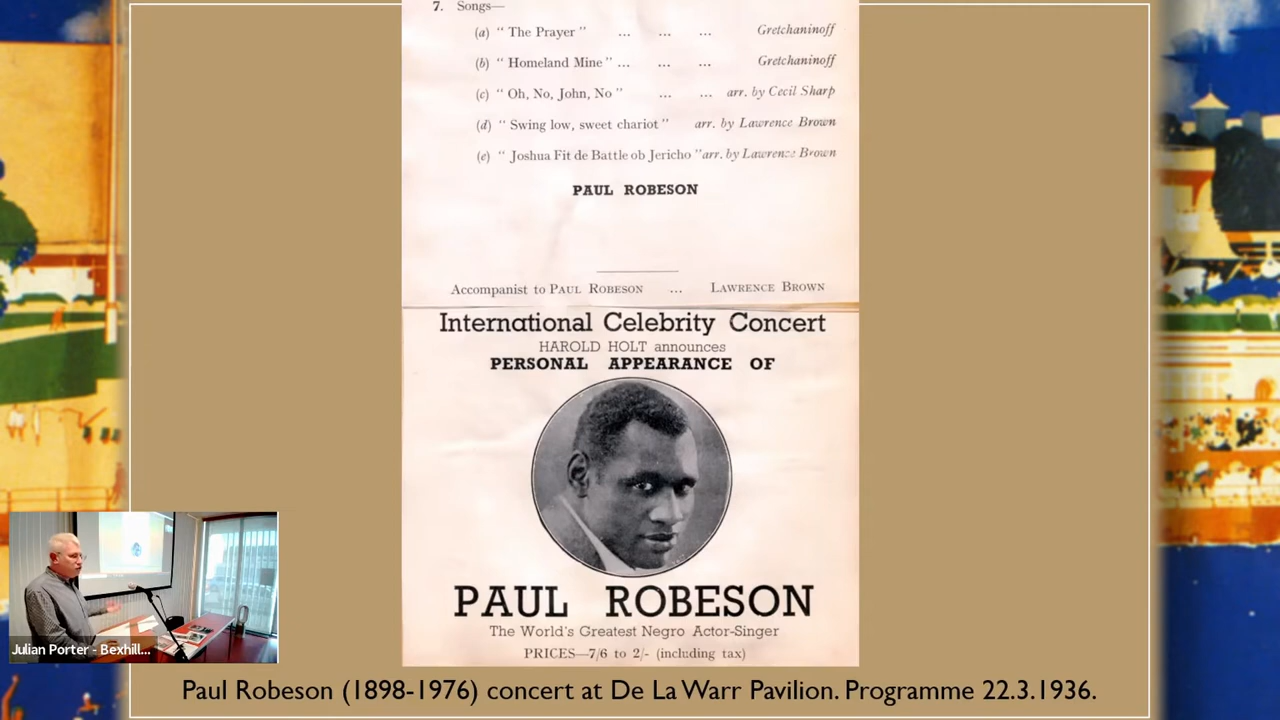 7. Songs—
(a) “ The Prayer ” ... ... ... Gretchaninoff
(b) “ Homeland Mine ” ... ... ... Gretchaninoff
(c) “ Oh, No, John, No ” ... ... arr. by Cecil Sharp
(d) “ Swing low, sweet chariot ” arr. by Lawrence Brown
(e) “ Joshua Fit de Battle ob Jericho ” arr. by Lawrence Brown
PAUL ROBESON
Accompanist to PAUL ROBESON ... LAWRENCE BROWN
International Celebrity Concert
HAROLD HOLT announces
PERSONAL APPEARANCE OF
PAUL ROBESON
The World's Greatest Negro Actor-Singer
PRICES—7/6 to 2/- (including tax)
Julian Porter - Bexhill...
Paul Robeson (1898-1976) concert at De La Warr Pavilion. Programme 22.3.1936.